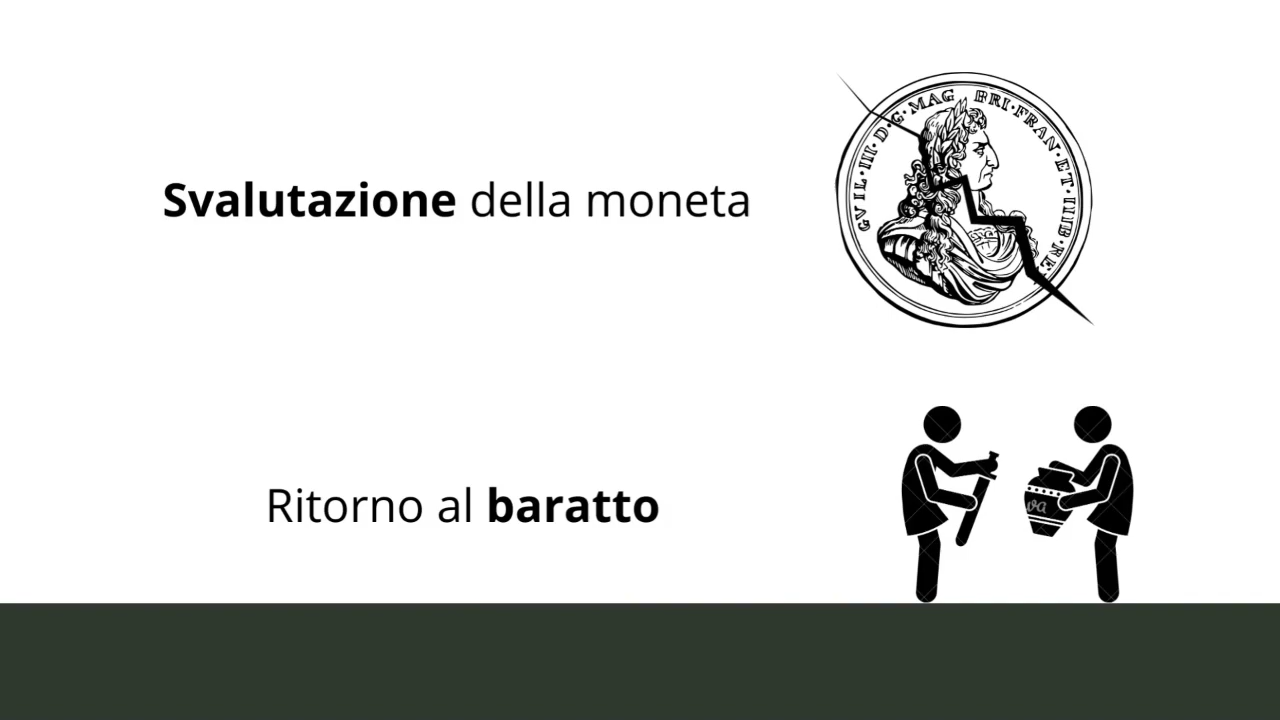 GVIL·III·D·G·MAG BRI·FRAN·ET·HIB·RE
Svalutazione della moneta
Ritorno al baratto